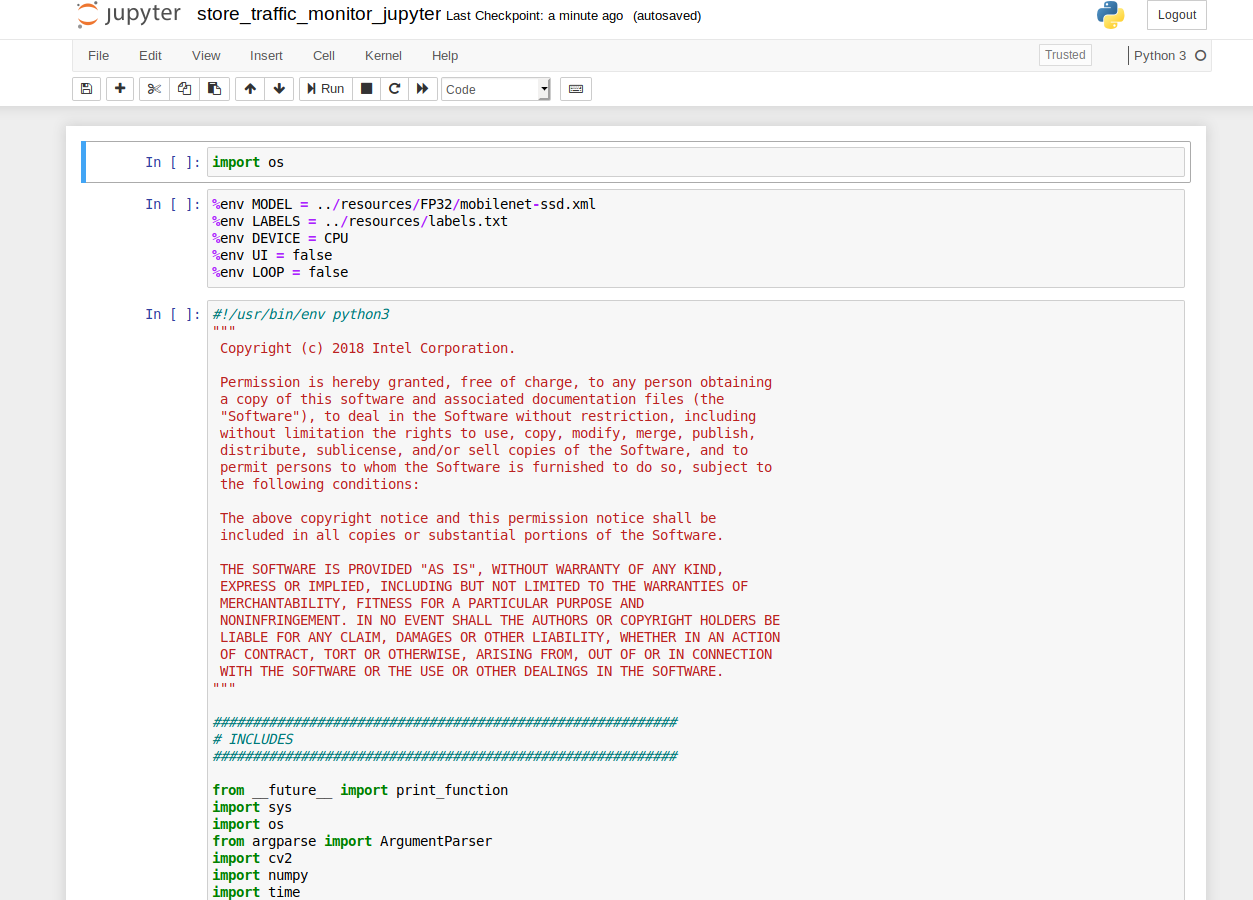 jupyter store_traffic_monitor_jupyter Last Checkpoint: a minute ago (autosaved) Logout
File Edit View Insert Cell Kernel Help Trusted Python 3
Run Code
In [ ]: import os
In [ ]: %env MODEL = ../resources/FP32/mobilenet-ssd.xml
%env LABELS = ../resources/labels.txt
%env DEVICE = CPU
%env UI = false
%env LOOP = false
In [ ]: #!/usr/bin/env python3
"""
Copyright (c) 2018 Intel Corporation.
Permission is hereby granted, free of charge, to any person obtaining
a copy of this software and associated documentation files (the
"Software"), to deal in the Software without restriction, including
without limitation the rights to use, copy, modify, merge, publish,
distribute, sublicense, and/or sell copies of the Software, and to
permit persons to whom the Software is furnished to do so, subject to
the following conditions:
The above copyright notice and this permission notice shall be
included in all copies or substantial portions of the Software.
THE SOFTWARE IS PROVIDED "AS IS", WITHOUT WARRANTY OF ANY KIND,
EXPRESS OR IMPLIED, INCLUDING BUT NOT LIMITED TO THE WARRANTIES OF
MERCHANTABILITY, FITNESS FOR A PARTICULAR PURPOSE AND
NONINFRINGEMENT. IN NO EVENT SHALL THE AUTHORS OR COPYRIGHT HOLDERS BE
LIABLE FOR ANY CLAIM, DAMAGES OR OTHER LIABILITY, WHETHER IN AN ACTION
OF CONTRACT, TORT OR OTHERWISE, ARISING FROM, OUT OF OR IN CONNECTION
WITH THE SOFTWARE OR THE USE OR OTHER DEALINGS IN THE SOFTWARE.
"""
##########################################################
# INCLUDES
##########################################################
from __future__ import print_function
import sys
import os
from argparse import ArgumentParser
import cv2
import numpy
import time